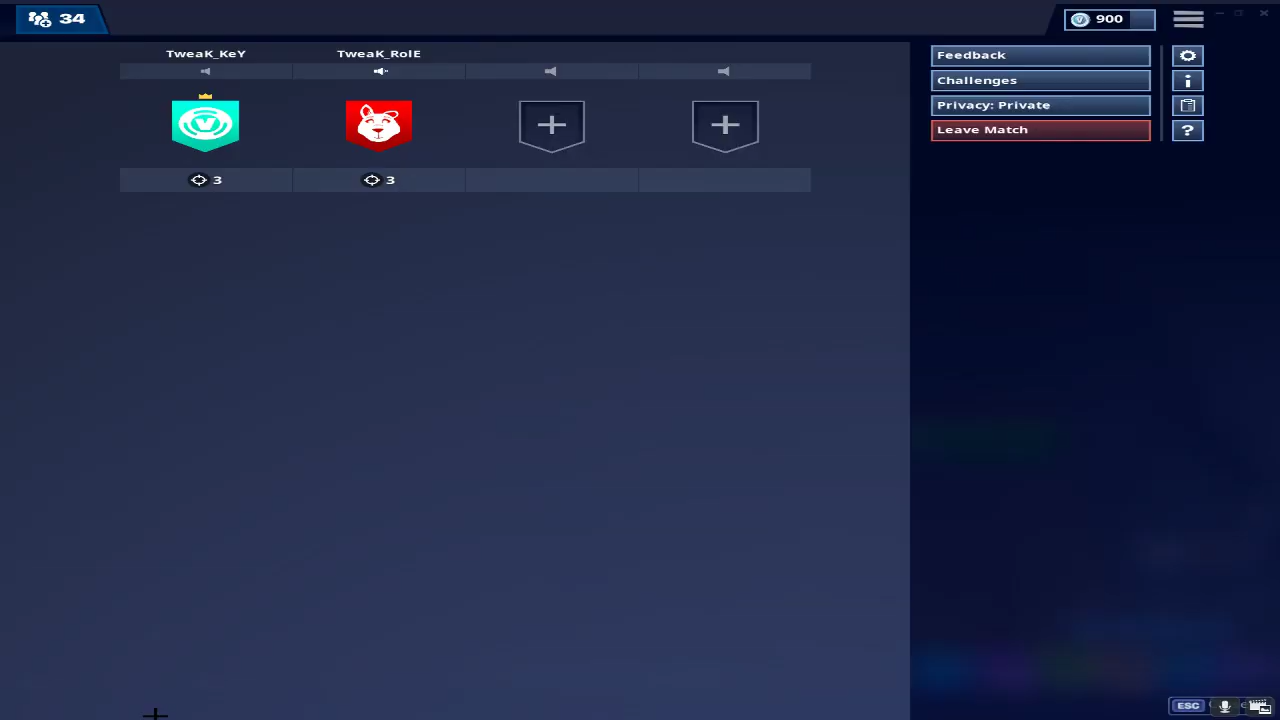 34
900
TweaK_KeY
TweaK_RolE
3
3
Feedback
Challenges
Privacy: Private
Leave Match
ESC